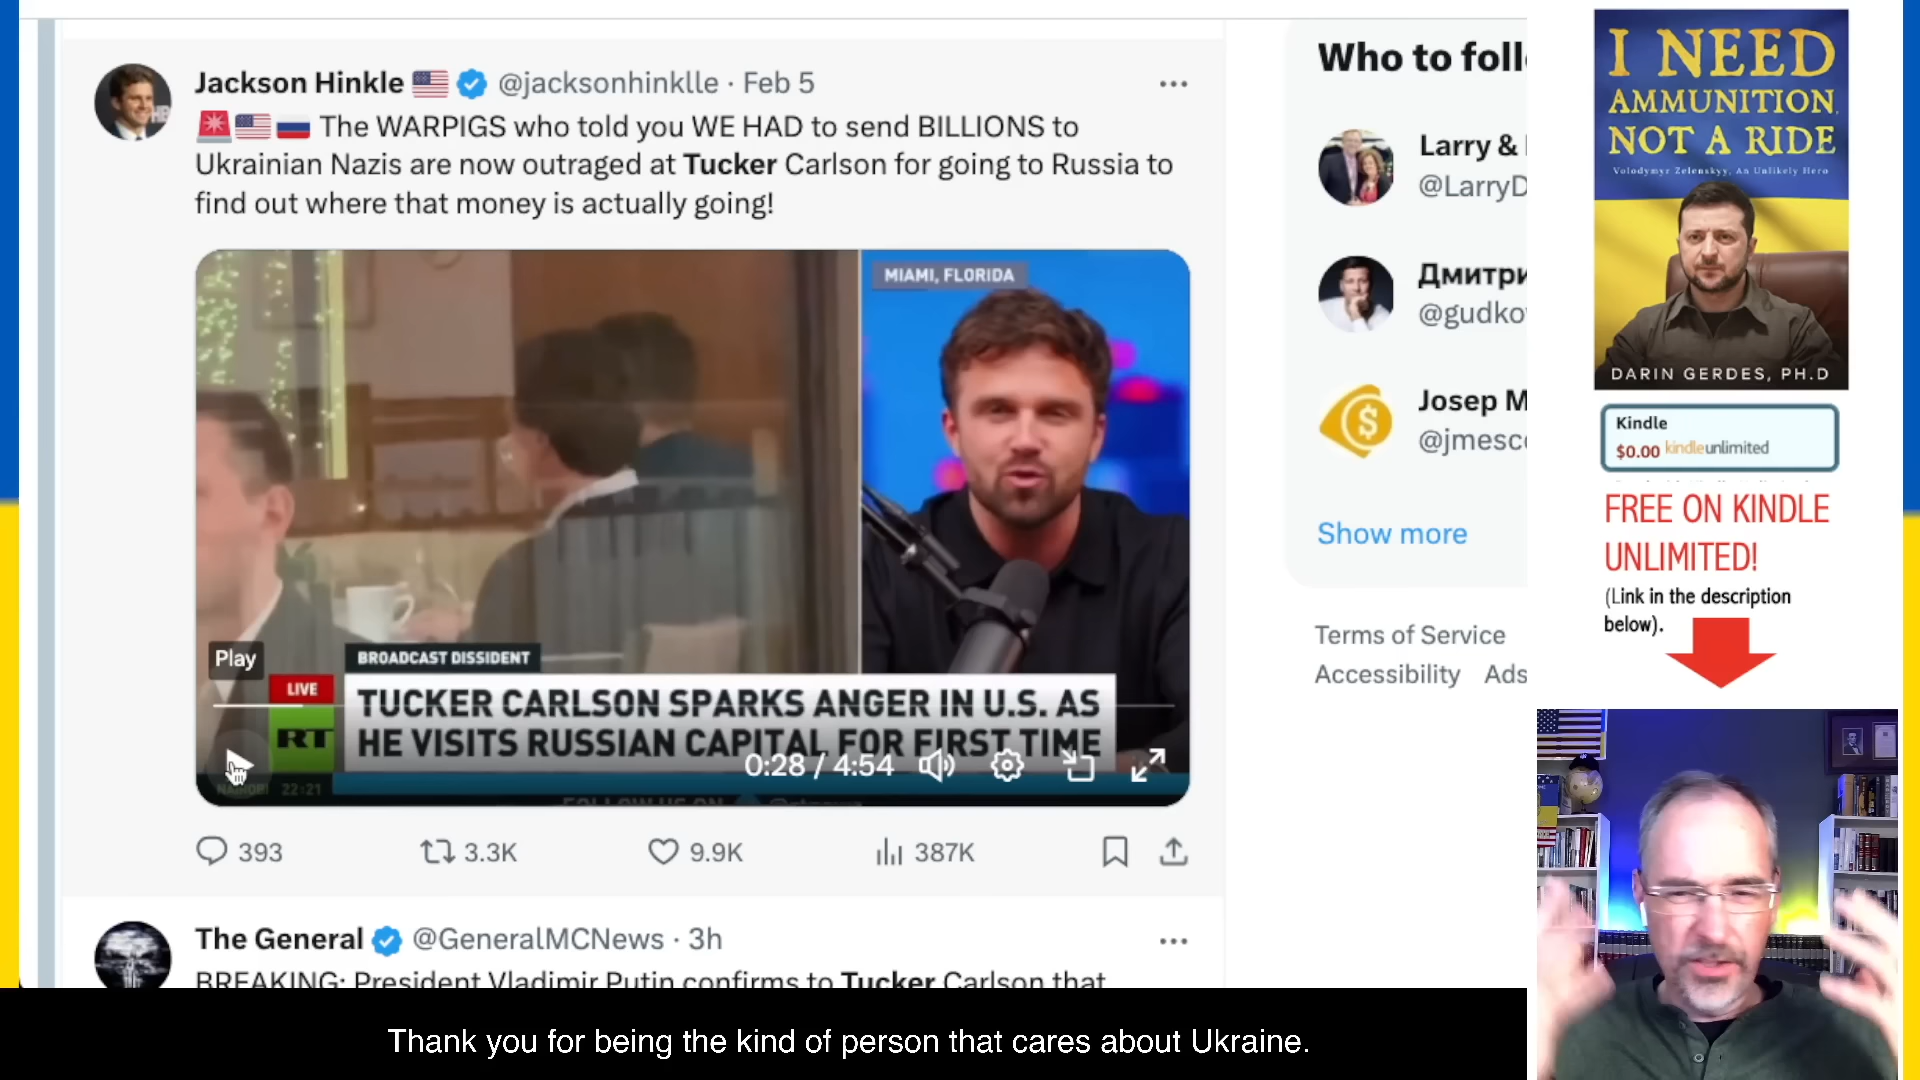 Jackson Hinkle @jacksonhinklle · Feb 5
The WARPIGS who told you WE HAD to send BILLIONS to
Ukrainian Nazis are now outraged at Tucker Carlson for going to Russia to
find out where that money is actually going!
MIAMI, FLORIDA
Play
BROADCAST DISSIDENT
LIVE
RT
TUCKER CARLSON SPARKS ANGER IN U.S. AS
HE VISITS RUSSIAN CAPITAL FOR FIRST TIME
0:28 / 4:54
NAIROBI 22:21
FOLLOW US ON
393 3.3K 9.9K 387K
The General @GeneralMCNews · 3h
BREAKING: President Vladimir Putin confirms to Tucker Carlson that
Who to foll
Larry &
@LarryD
Дмитри
@gudko
Josep M
@jmesc
Show more
Terms of Service
Accessibility Ads
I NEED
AMMUNITION,
NOT A RIDE
Volodymyr Zelenskyy, An Unlikely Hero
DARIN GERDES, PH.D
Kindle
$0.00 kindleunlimited
FREE ON KINDLE
UNLIMITED!
(Link in the description
below).
Thank you for being the kind of person that cares about Ukraine.